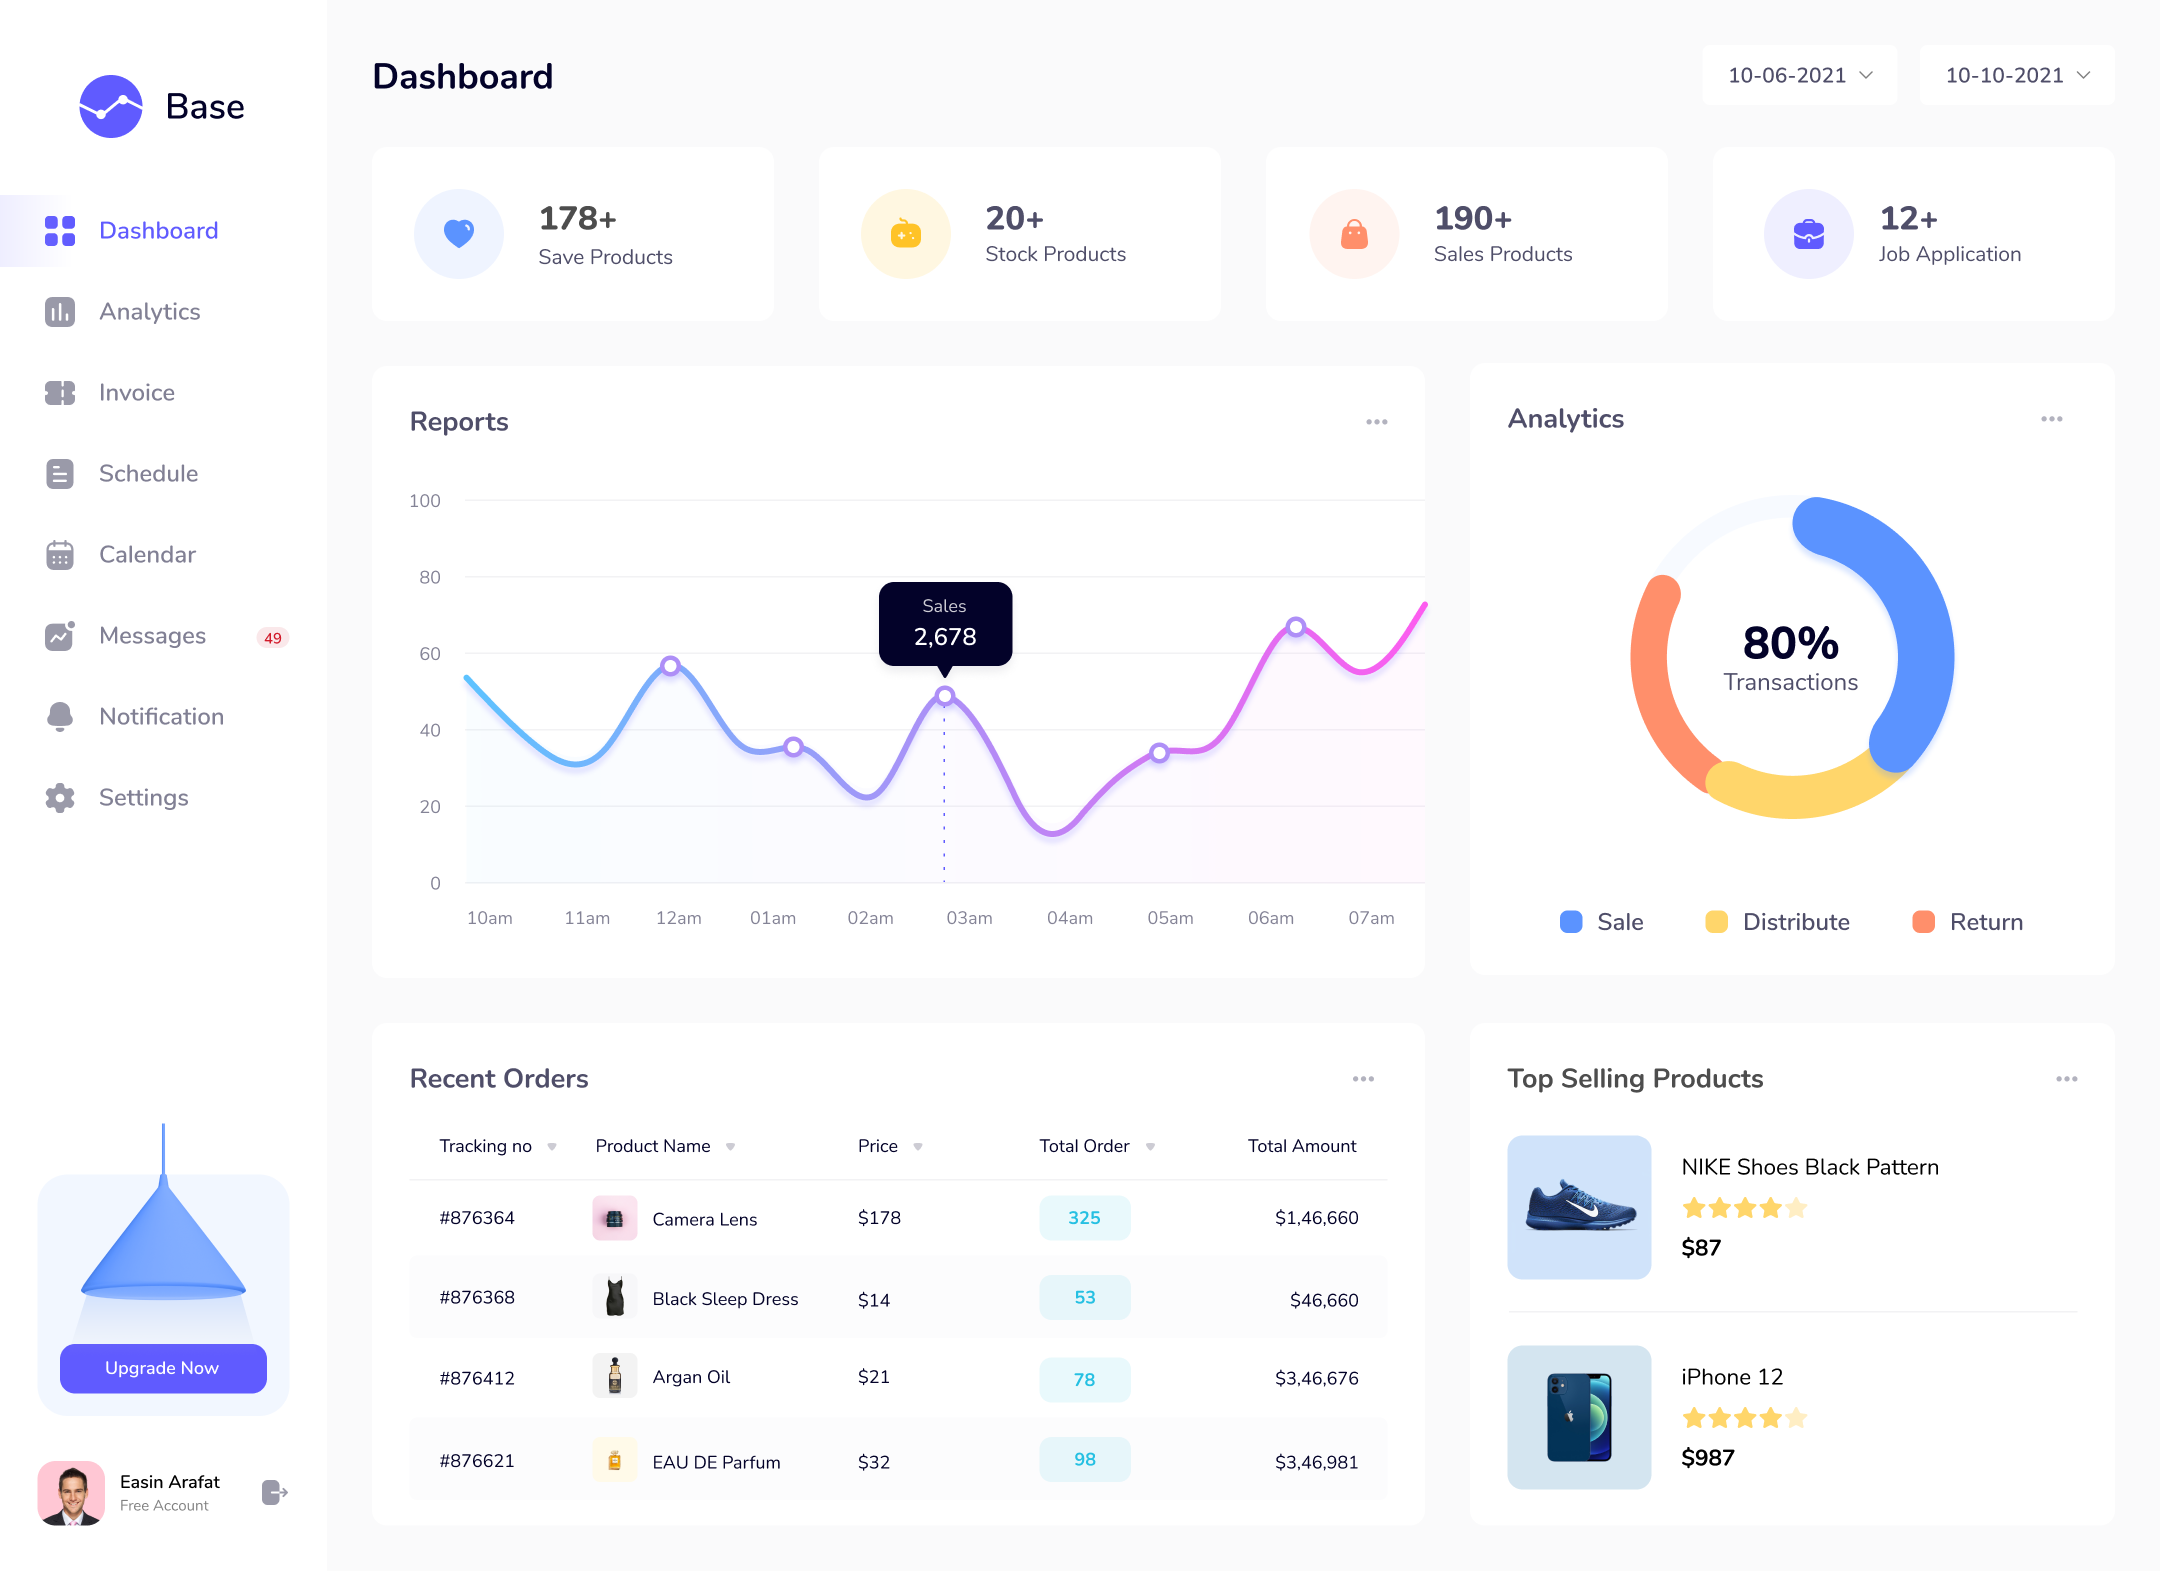 Base
Dashboard
Analytics
Invoice
Schedule
Calendar
Messages 49
Notification
Settings
Upgrade Now
Easin Arafat
Free Account
Dashboard
10-06-2021
10-10-2021
178+
Save Products
20+
Stock Products
190+
Sales Products
12+
Job Application
Reports
100
80
60
40
20
0
Sales
2,678
10am 11am 12am 01am 02am 03am 04am 05am 06am 07am
Analytics
80%
Transactions
Sale Distribute Return
Recent Orders
Tracking no Product Name Price Total Order Total Amount
#876364 Camera Lens $178 325 $1,46,660
#876368 Black Sleep Dress $14 53 $46,660
#876412 Argan Oil $21 78 $3,46,676
#876621 EAU DE Parfum $32 98 $3,46,981
Top Selling Products
NIKE Shoes Black Pattern
$87
iPhone 12
$987